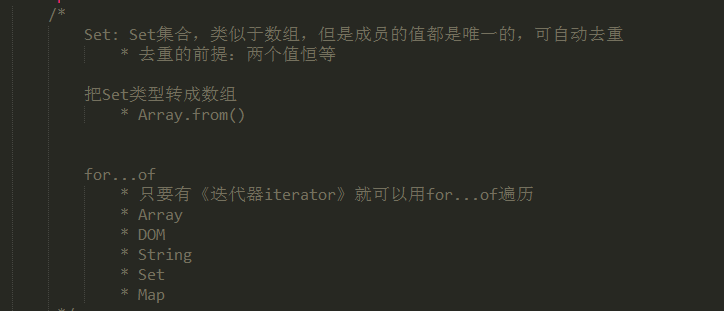 /*
Set: Set集合，类似于数组，但是成员的值都是唯一的，可自动去重
* 去重的前提：两个值恒等
把Set类型转成数组
* Array.from()
for...of
* 只要有《迭代器iterator》就可以用for...of遍历
* Array
* DOM
* String
* Set
* Map